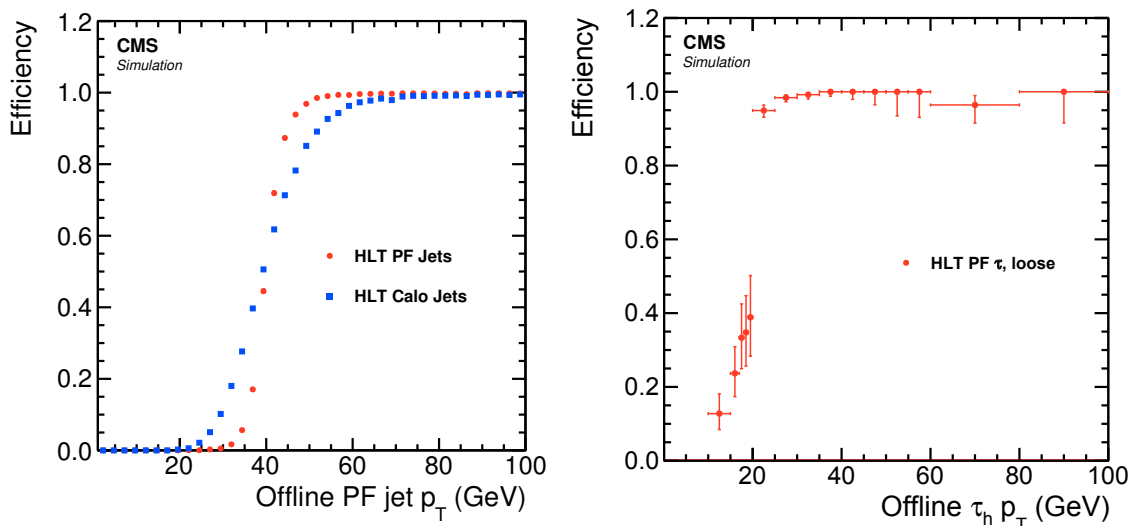 CMS
Simulation
Efficiency
1.2
1.0
0.8
0.6
0.4
0.2
0.0
HLT PF Jets
HLT Calo Jets
20
40
60
80
100
Offline PF jet p_T (GeV)
CMS
Simulation
Efficiency
1.2
1.0
0.8
0.6
0.4
0.2
0.0
HLT PF τ, loose
20
40
60
80
100
Offline τ_h p_T (GeV)